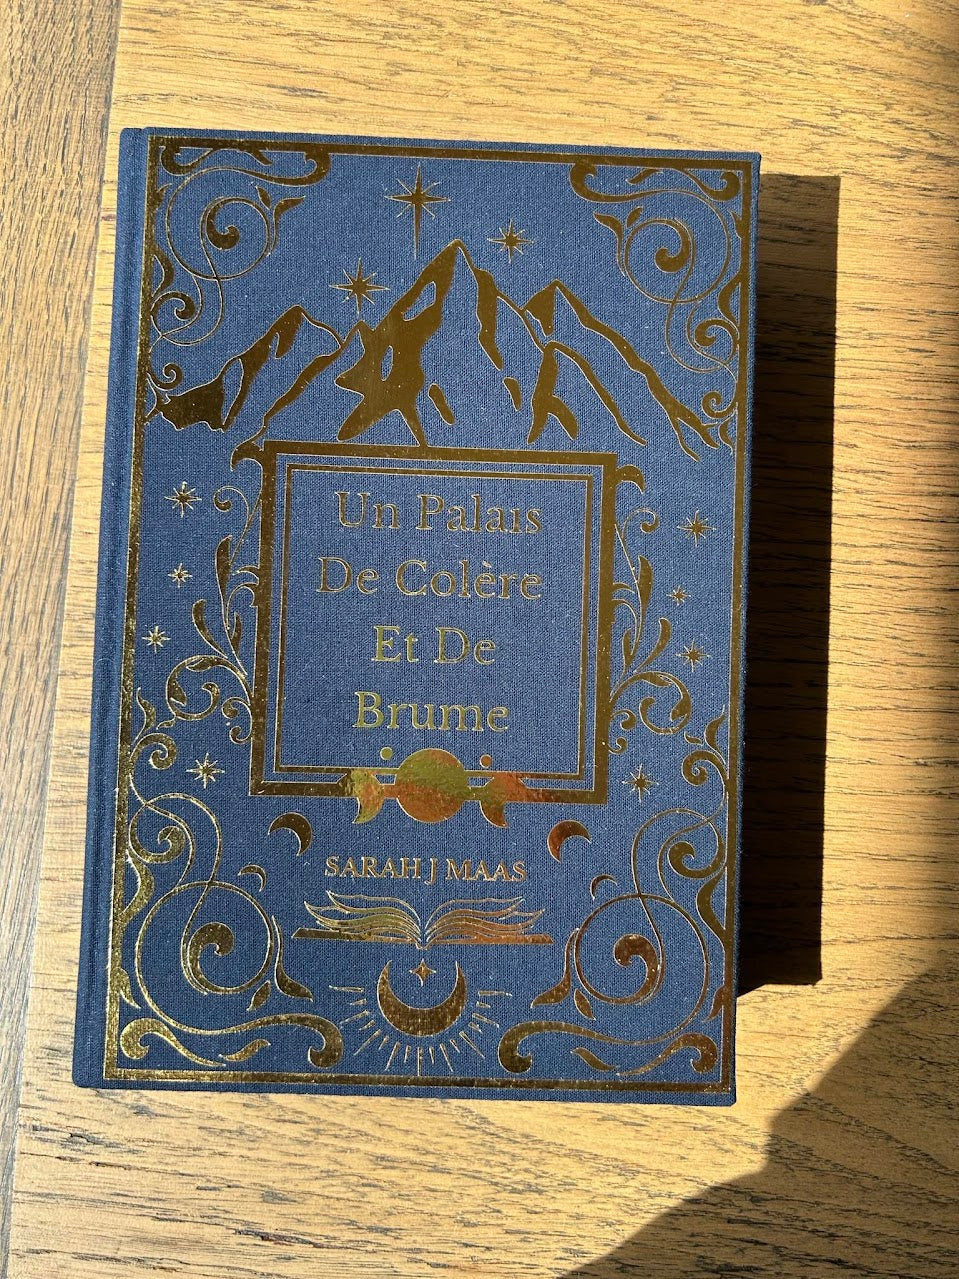 Un Palais
De Colère
Et De
Brume
SARAH J MAAS